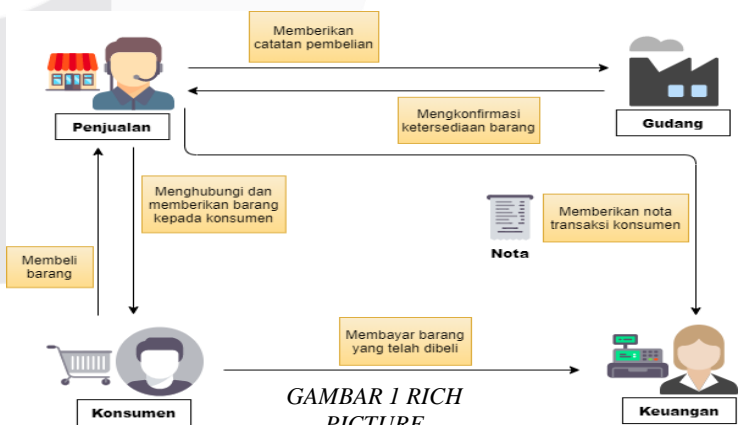 Memberikan
catatan pembelian
Penjualan
Mengkonfirmasi
ketersediaan barang
Gudang
Menghubungi dan
memberikan barang
kepada konsumen
Nota
Memberikan nota
transaksi konsumen
Membeli
barang
Membayar barang
yang telah dibeli
Konsumen
GAMBAR 1 RICH
PICTURE
Keuangan